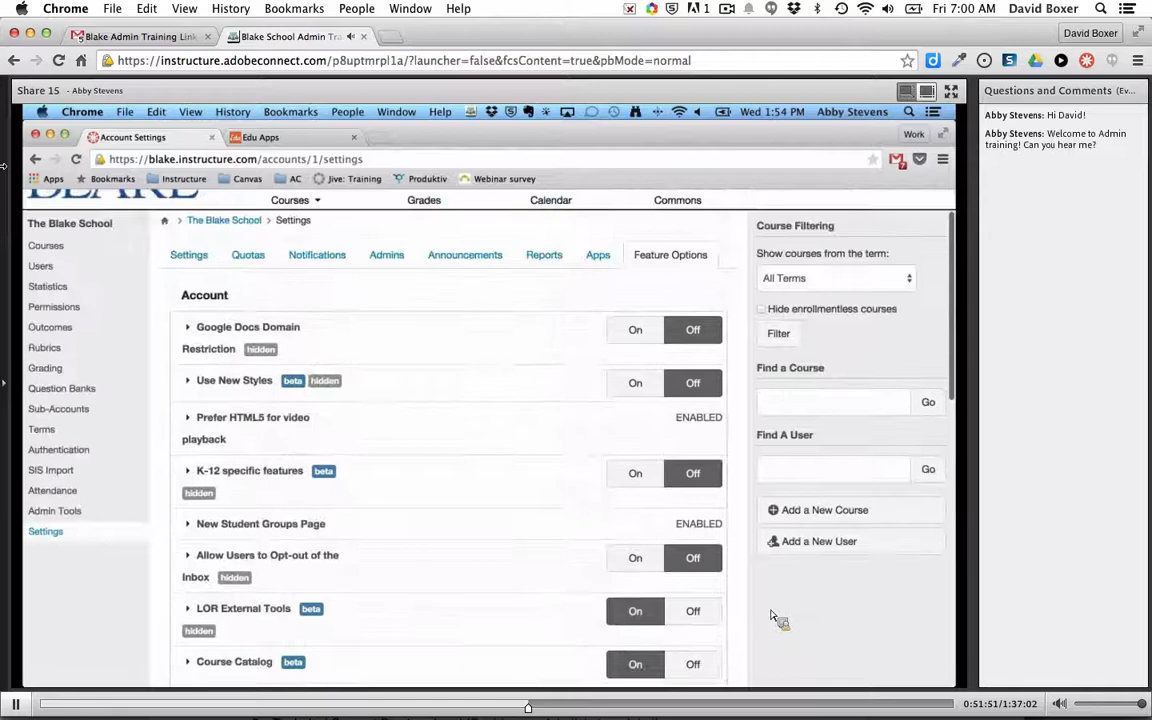 Chrome File Edit View History Bookmarks People Window Help 1 Fri 7:00 AM David Boxer
Blake Admin Training Link Blake School Admin Tra David Boxer
https://instructure.adobeconnect.com/p8uptmrpl1a/?launcher=false&fcsContent=true&pbMode=normal
Share 15 - Abby Stevens
Questions and Comments (Ev...
Chrome File Edit View History Bookmarks People Window Help Wed 1:54 PM Abby Stevens
Abby Stevens: Hi David!
Abby Stevens: Welcome to Admin
training! Can you hear me?
Account Settings Edu Apps Work
https://blake.instructure.com/accounts/1/settings
Apps Bookmarks Instructure Canvas AC Jive: Training Produktiv Webinar survey
BLAKE
Courses Grades Calendar Commons
The Blake School
The Blake School > Settings
Courses
Users
Statistics
Permissions
Outcomes
Rubrics
Grading
Question Banks
Sub-Accounts
Terms
Authentication
SIS Import
Attendance
Admin Tools
Settings
Settings Quotas Notifications Admins Announcements Reports Apps Feature Options
Account
Google Docs Domain
Restriction hidden On Off
Use New Styles beta hidden On Off
Prefer HTML5 for video
playback ENABLED
K-12 specific features beta
hidden On Off
New Student Groups Page ENABLED
Allow Users to Opt-out of the
Inbox hidden On Off
LOR External Tools beta
hidden On Off
Course Catalog beta On Off
Course Filtering
Show courses from the term:
All Terms
Hide enrollmentless courses
Filter
Find a Course
Go
Find A User
Go
Add a New Course
Add a New User
0:51:51/1:37:02